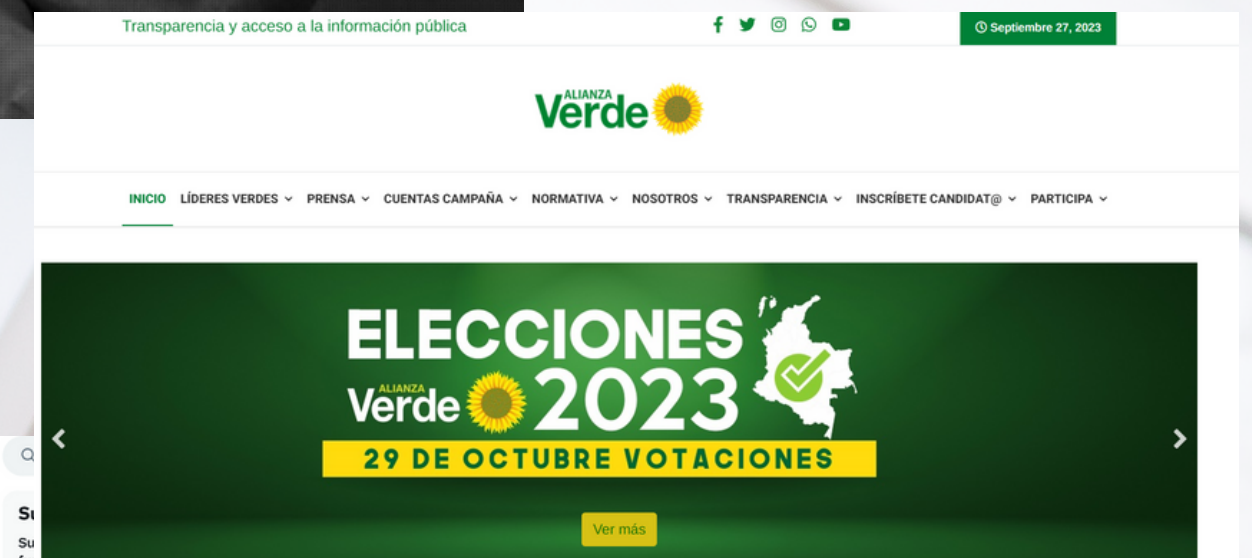 Transparencia y acceso a la información pública
Septiembre 27, 2023
ALIANZA
Verde
INICIO LÍDERES VERDES PRENSA CUENTAS CAMPAÑA NORMATIVA NOSOTROS TRANSPARENCIA INSCRÍBETE CANDIDAT@ PARTICIPA
ELECCIONES
ALIANZA
Verde 2023
29 DE OCTUBRE VOTACIONES
Ver más